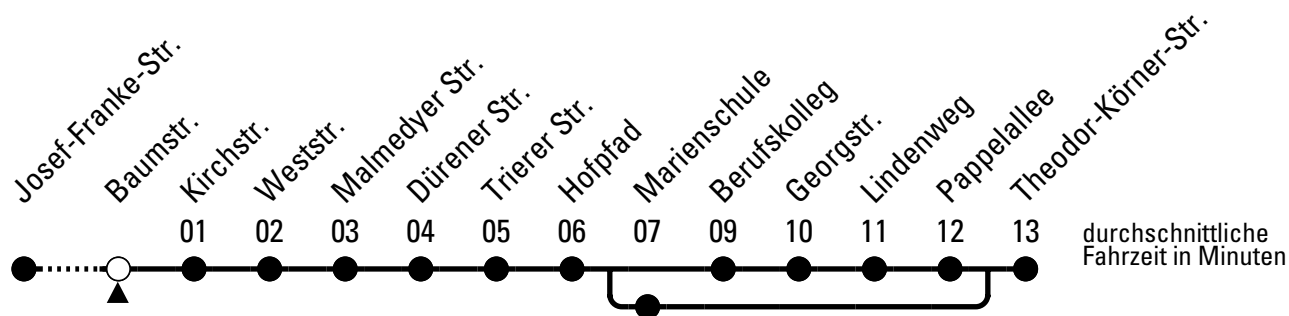 Josef-Franke-Str.
Baumstr.
Kirchstr.
Weststr.
Malmedyer Str.
Dürener Str.
Trierer Str.
Hofpfad
Marienschule
Berufskolleg
Georgstr.
Lindenweg
Pappelallee
Theodor-Körner-Str.
01 02 03 04 05 06 07 09 10 11 12 13
durchschnittliche
Fahrzeit in Minuten